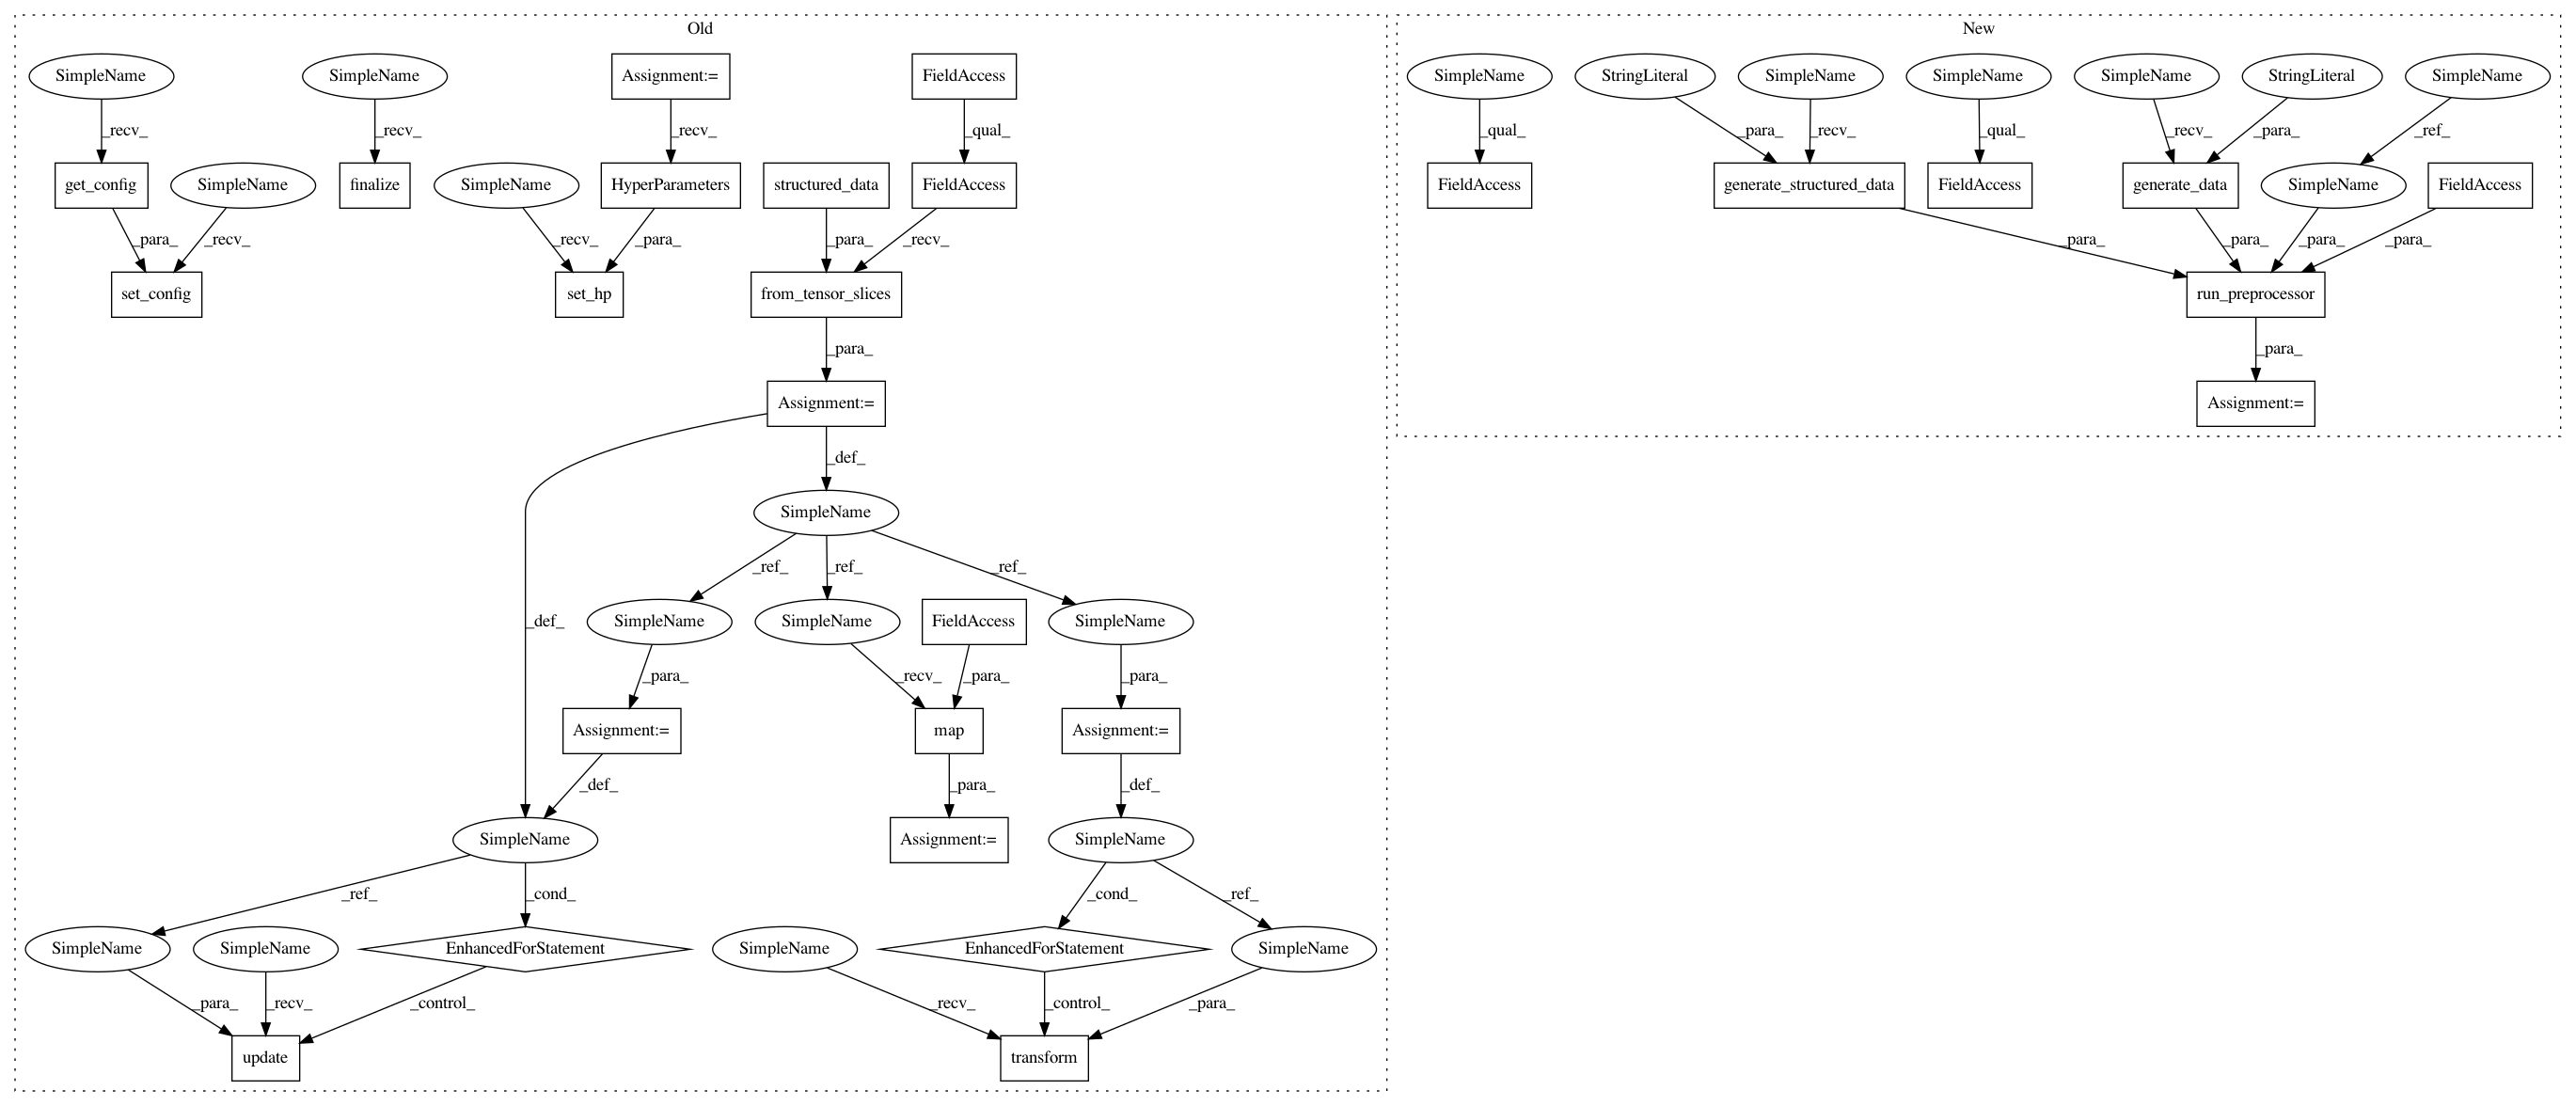 Old
New
SimpleName
SimpleName
Assignment:=
FieldAccess
SimpleName
StringLiteral
SimpleName
SimpleName
SimpleName
StringLiteral
SimpleName
_recv_
_recv_
_recv_
_qual_
_qual_
_para_
_recv_
_qual_
_recv_
_para_
_ref_
get_config
SimpleName
finalize
SimpleName
HyperParameters
structured_data
FieldAccess
FieldAccess
generate_structured_data
FieldAccess
generate_data
SimpleName
FieldAccess
_para_
_recv_
_recv_
_para_
_para_
_recv_
_para_
_para_
_para_
_para_
set_config
set_hp
from_tensor_slices
run_preprocessor
_para_
_para_
Assignment:=
Assignment:=
_def_
SimpleName
_ref_
_ref_
_ref_
_def_
SimpleName
SimpleName
FieldAccess
SimpleName
_para_
_recv_
_para_
_para_
Assignment:=
map
Assignment:=
_def_
_para_
_def_
SimpleName
Assignment:=
SimpleName
_ref_
_cond_
_cond_
_ref_
SimpleName
SimpleName
EnhancedForStatement
SimpleName
EnhancedForStatement
SimpleName
_para_
_recv_
_control_
_recv_
_control_
_para_
update
transform